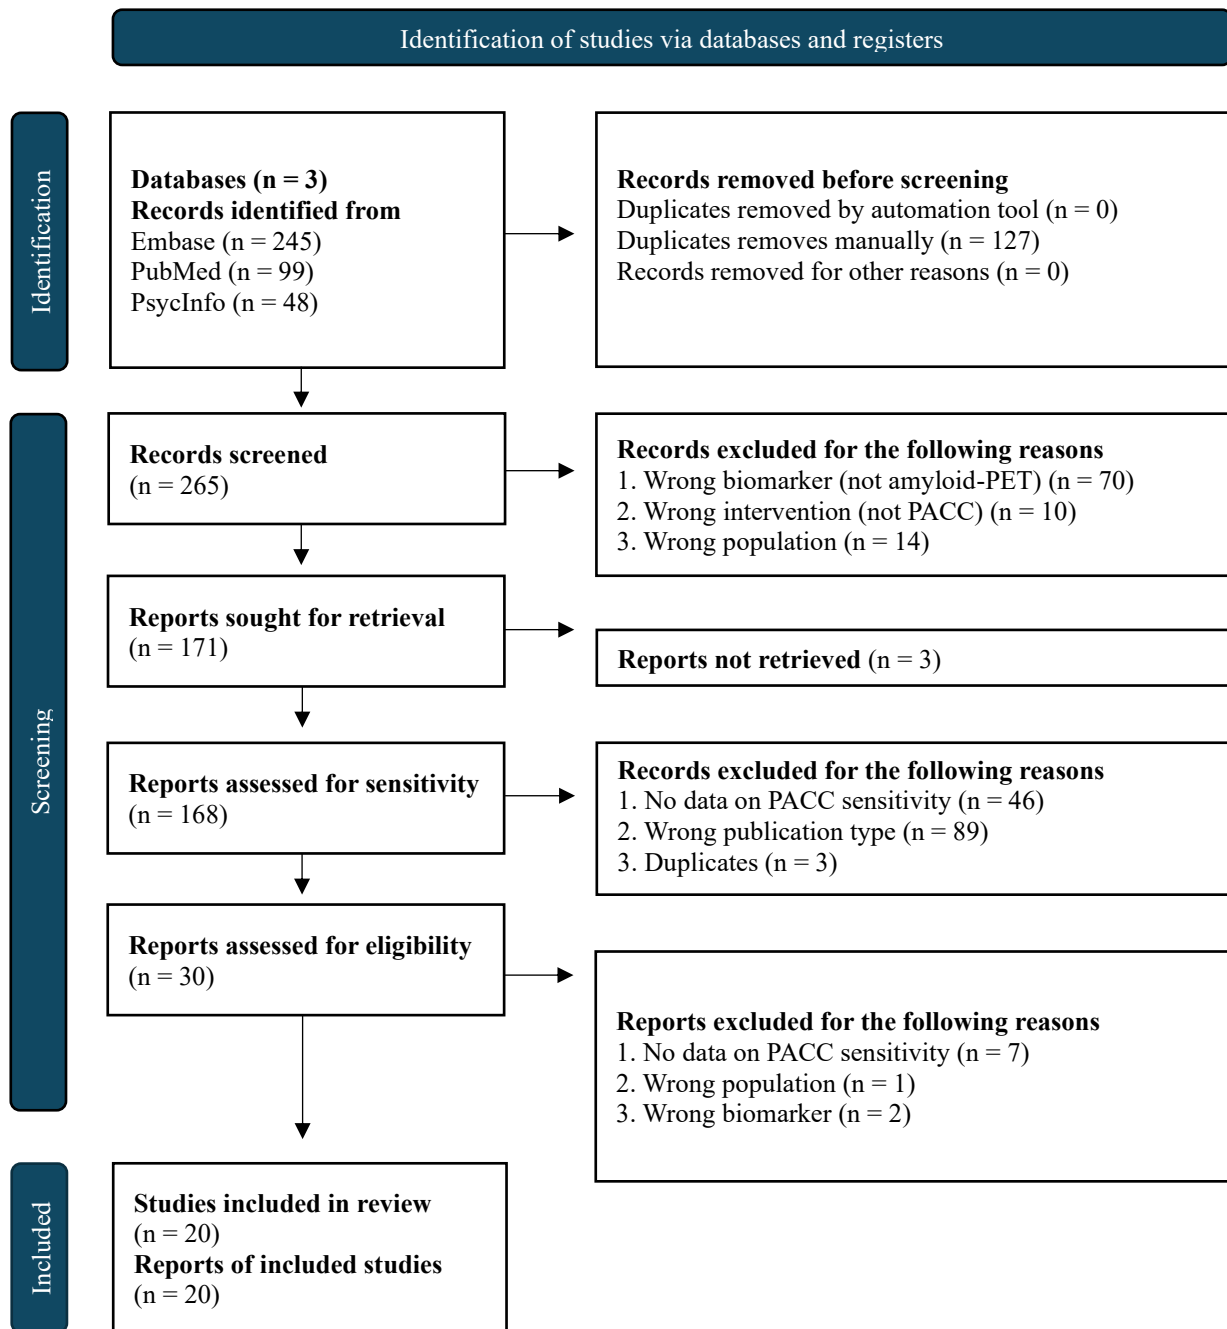 Identification of studies via databases and registers
Identification
Databases (n = 3)
Records identified from
Embase (n = 245)
PubMed (n = 99)
PsycInfo (n = 48)
Records removed before screening
Duplicates removed by automation tool (n = 0)
Duplicates removes manually (n = 127)
Records removed for other reasons (n = 0)
Screening
Records screened
(n = 265)
Records excluded for the following reasons
1. Wrong biomarker (not amyloid-PET) (n = 70)
2. Wrong intervention (not PACC) (n = 10)
3. Wrong population (n = 14)
Reports sought for retrieval
(n = 171)
Reports not retrieved (n = 3)
Reports assessed for sensitivity
(n = 168)
Records excluded for the following reasons
1. No data on PACC sensitivity (n = 46)
2. Wrong publication type (n = 89)
3. Duplicates (n = 3)
Reports assessed for eligibility
(n = 30)
Reports excluded for the following reasons
1. No data on PACC sensitivity (n = 7)
2. Wrong population (n = 1)
3. Wrong biomarker (n = 2)
Included
Studies included in review
(n = 20)
Reports of included studies
(n = 20)